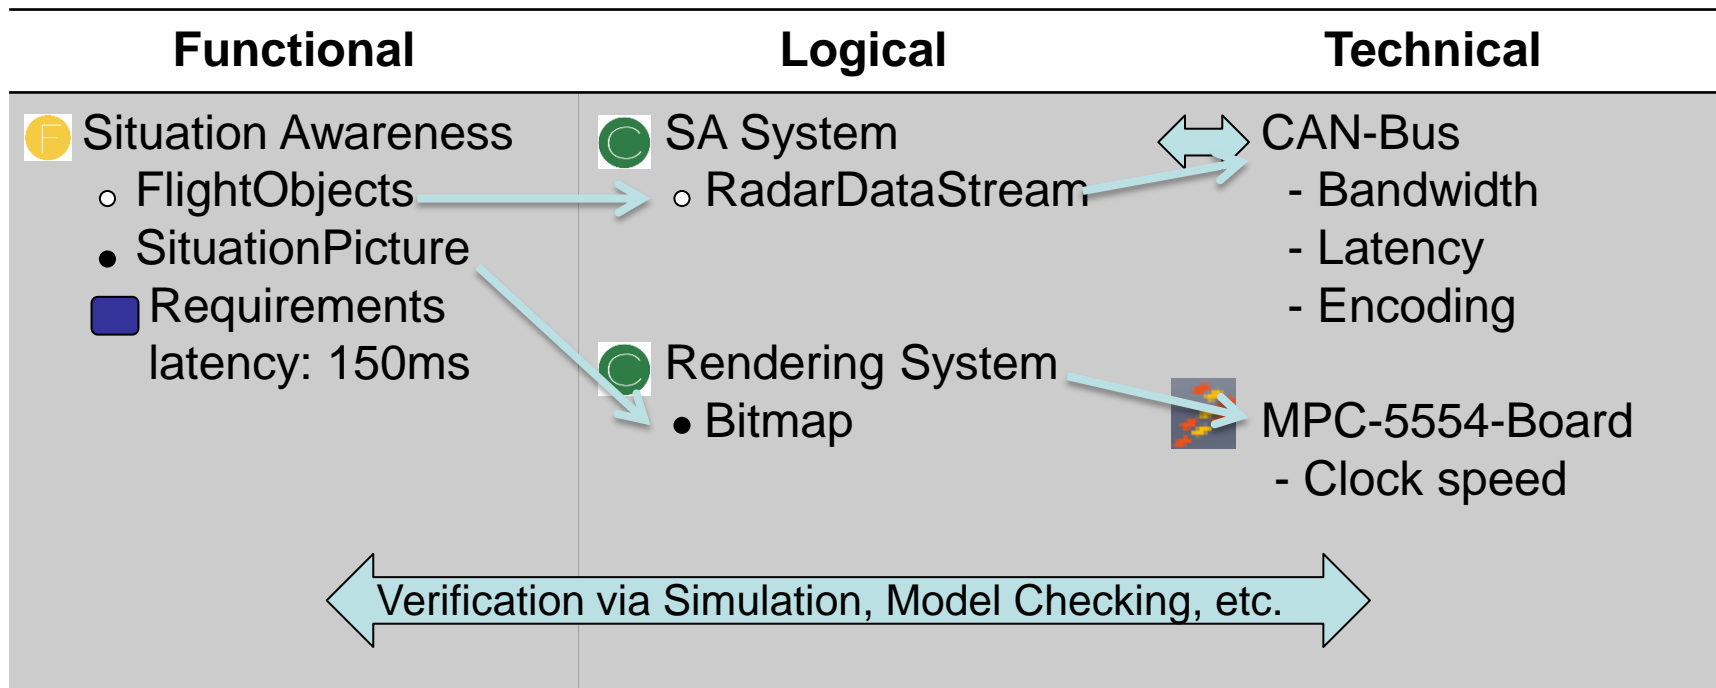 Functional
Logical
Technical
F Situation Awareness
FlightObjects
SituationPicture
Requirements
latency: 150ms
C SA System
RadarDataStream
C Rendering System
Bitmap
CAN-Bus
- Bandwidth
- Latency
- Encoding
MPC-5554-Board
- Clock speed
Verification via Simulation, Model Checking, etc.